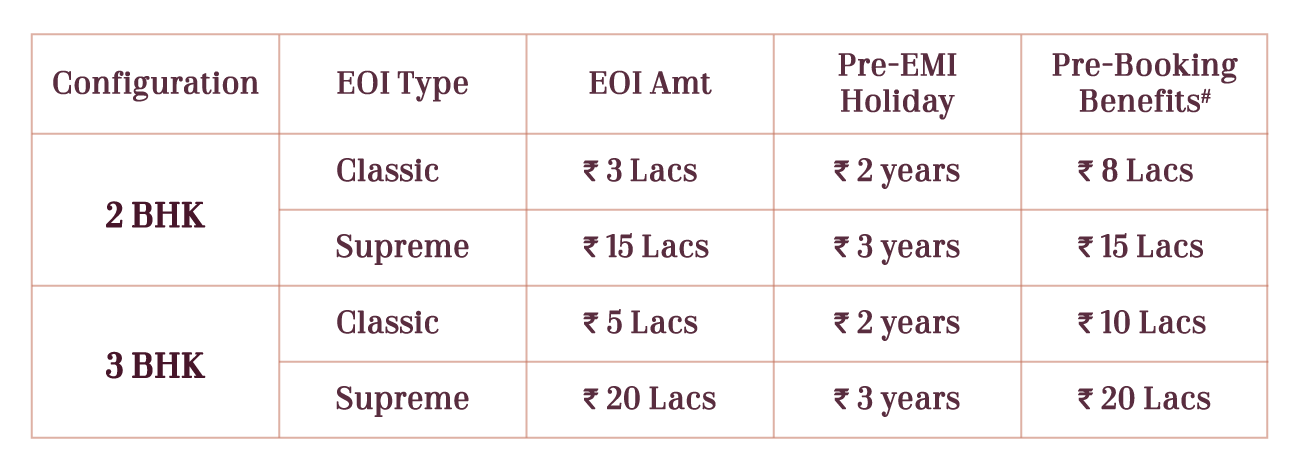 Configuration
EOI Type
EOI Amt
Pre-EMI
Holiday
Pre-Booking
Benefits#
2 BHK
Classic
₹ 3 Lacs
₹ 2 years
₹ 8 Lacs
Supreme
₹ 15 Lacs
₹ 3 years
₹ 15 Lacs
3 BHK
Classic
₹ 5 Lacs
₹ 2 years
₹ 10 Lacs
Supreme
₹ 20 Lacs
₹ 3 years
₹ 20 Lacs